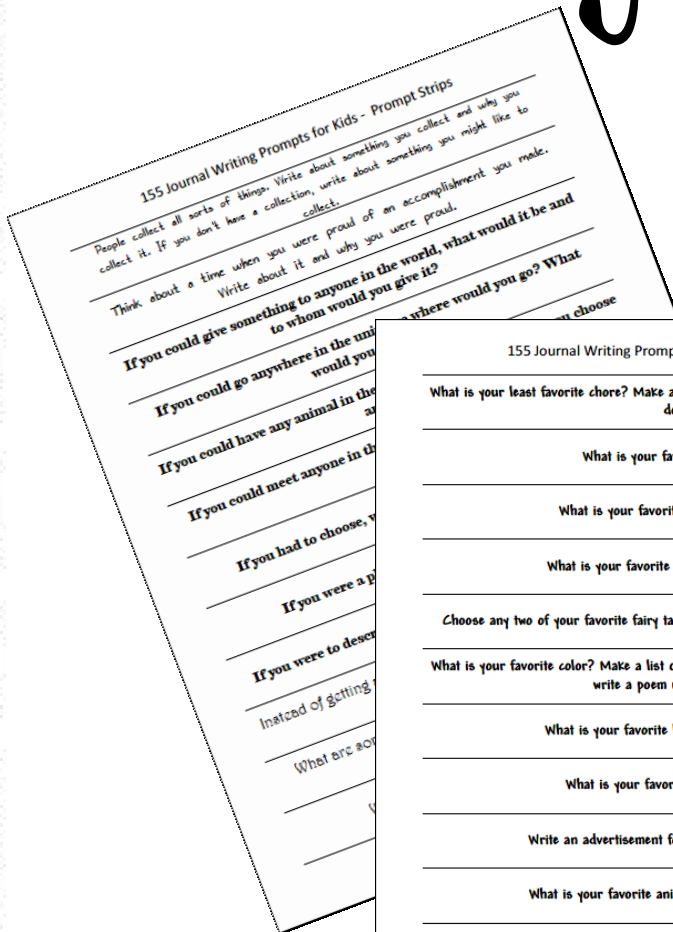 155 Journal Writing Prompts for Kids - Prompt Strips
People collect all sorts of things. Write about something you collect and why you
collect it. If you don't have a collection, write about something you might like to
collect.
Think about a time when you were proud of an accomplishment you made.
Write about it and why you were proud.
If you could give something to anyone in the world, what would it be and
to whom would you give it?
If you could go anywhere in the where would you go? What
would you
choose
If you could have any animal in the
If you could meet anyone in
If you had to choose,
If you were a
If you were to
Instead of getting
What are
155 Journal Writing
What is your least favorite chore? Make a
What is your
What is your
What is your favorite
Choose any two of your favorite fairy
What is your favorite color? Make a list
write a poem
What is your favorite
What is your
Write an advertisement
What is your favorite